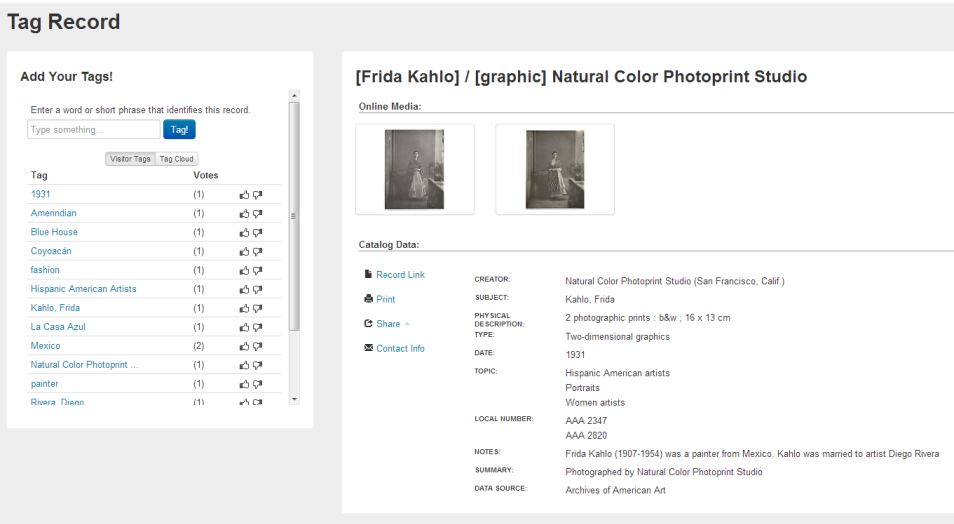 Tag Record
Add Your Tags!
Enter a word or short phrase that identifies this record.
Type something...
Tag!
Visitor Tags Tag Cloud
Tag Votes
1931 (1)
Amerindian (1)
Blue House (1)
Coyoacán (1)
fashion (1)
Hispanic American Artists (1)
Kahlo, Frida (1)
La Casa Azul (1)
Mexico (2)
Natural Color Photoprint ... (1)
painter (1)
Rivera, Diego (1)
[Frida Kahlo] / [graphic] Natural Color Photoprint Studio
Online Media:
Catalog Data:
Record Link
Print
Share
Contact Info
CREATOR: Natural Color Photoprint Studio (San Francisco, Calif.)
SUBJECT: Kahlo, Frida
PHYSICAL DESCRIPTION: 2 photographic prints : b&w ; 16 x 13 cm
TYPE: Two-dimensional graphics
DATE: 1931
TOPIC: Hispanic American artists
Portraits
Women artists
LOCAL NUMBER: AAA 2347
AAA 2820
NOTES: Frida Kahlo (1907-1954) was a painter from Mexico. Kahlo was married to artist Diego Rivera
SUMMARY: Photographed by Natural Color Photoprint Studio
DATA SOURCE: Archives of American Art